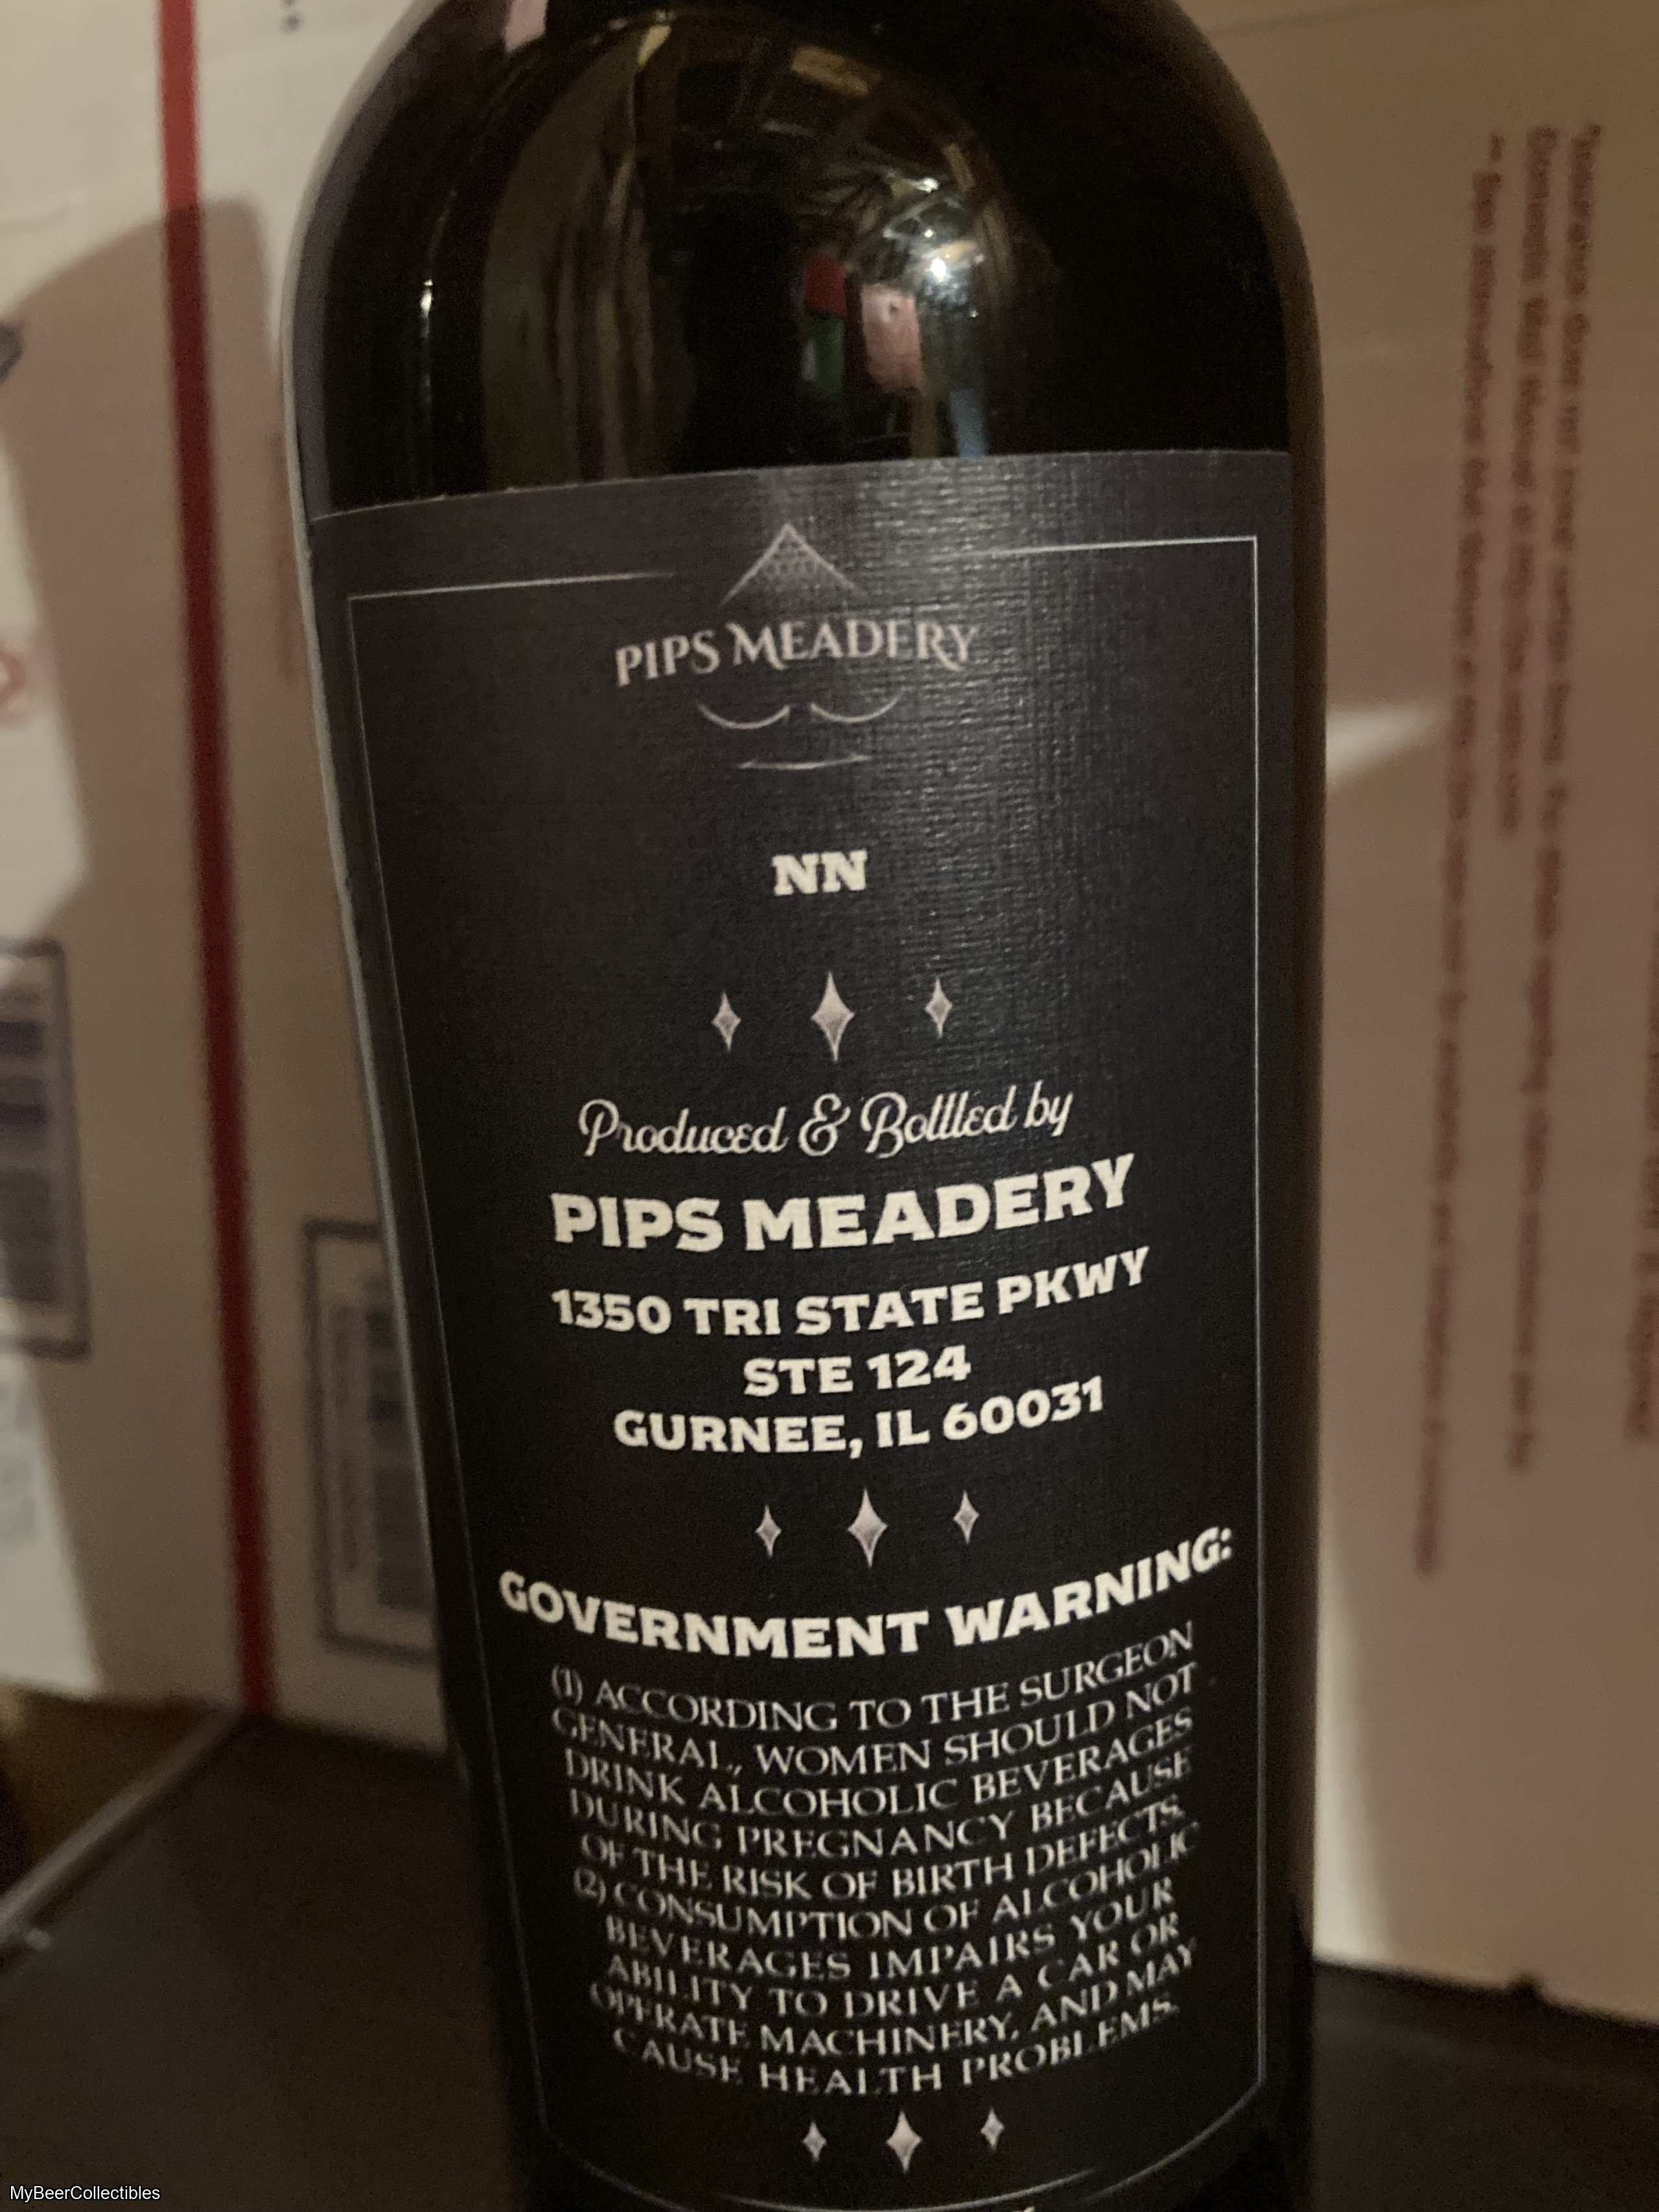 PIPS MEADERY
NN
Produced & Bottled by
PIPS MEADERY
1350 TRI STATE PKWY
STE 124
GURNEE, IL 60031
GOVERNMENT WARNING:
(1) ACCORDING TO THE SURGEON
GENERAL,, WOMEN SHOULD NOT
DRINK ALCOHOLIC BEVERAGES
DURING PREGNANCY BECAUSE
OF THE RISK OF BIRTH DEFECTS.
(2) CONSUMPTION OF ALCOHOLIC
BEVERAGES IMPAIRS YOUR
ABILITY TO DRIVE A CAR OR
OPERATE MACHINERY, AND MAY
CAUSE HEALTH PROBLEMS.
MyBeerCollectibles